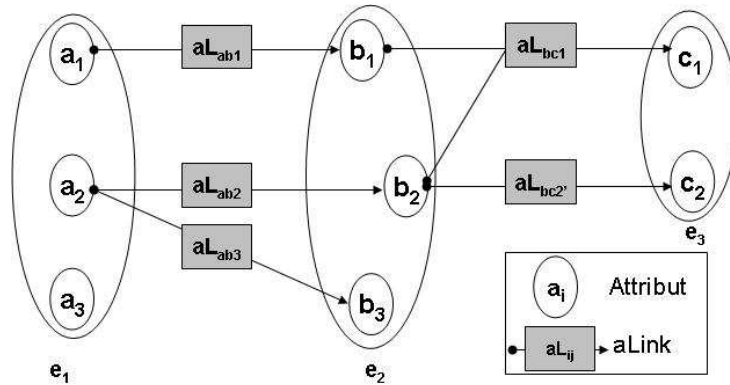 a1 aLab1 b1 aLbc1 c1
a2 aLab2 b2 aLbc2' c2
aLab3
a3 b3
e1 e2 e3
ai Attribut
aLij aLink